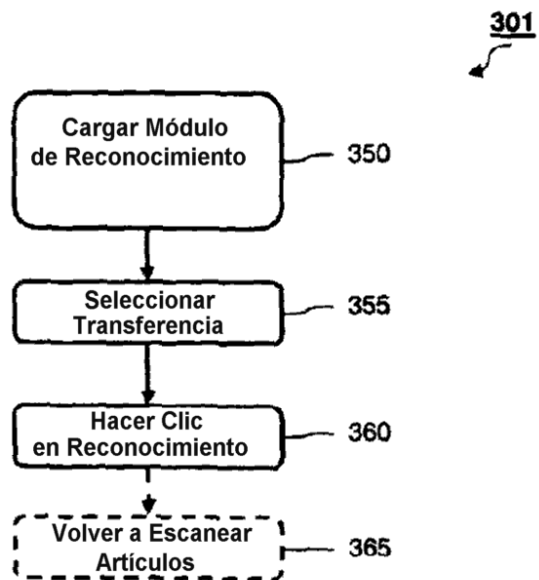 301
Cargar Módulo
de Reconocimiento
350
Seleccionar
Transferencia
355
Hacer Clic
en Reconocimiento
360
Volver a Escanear
Artículos
365